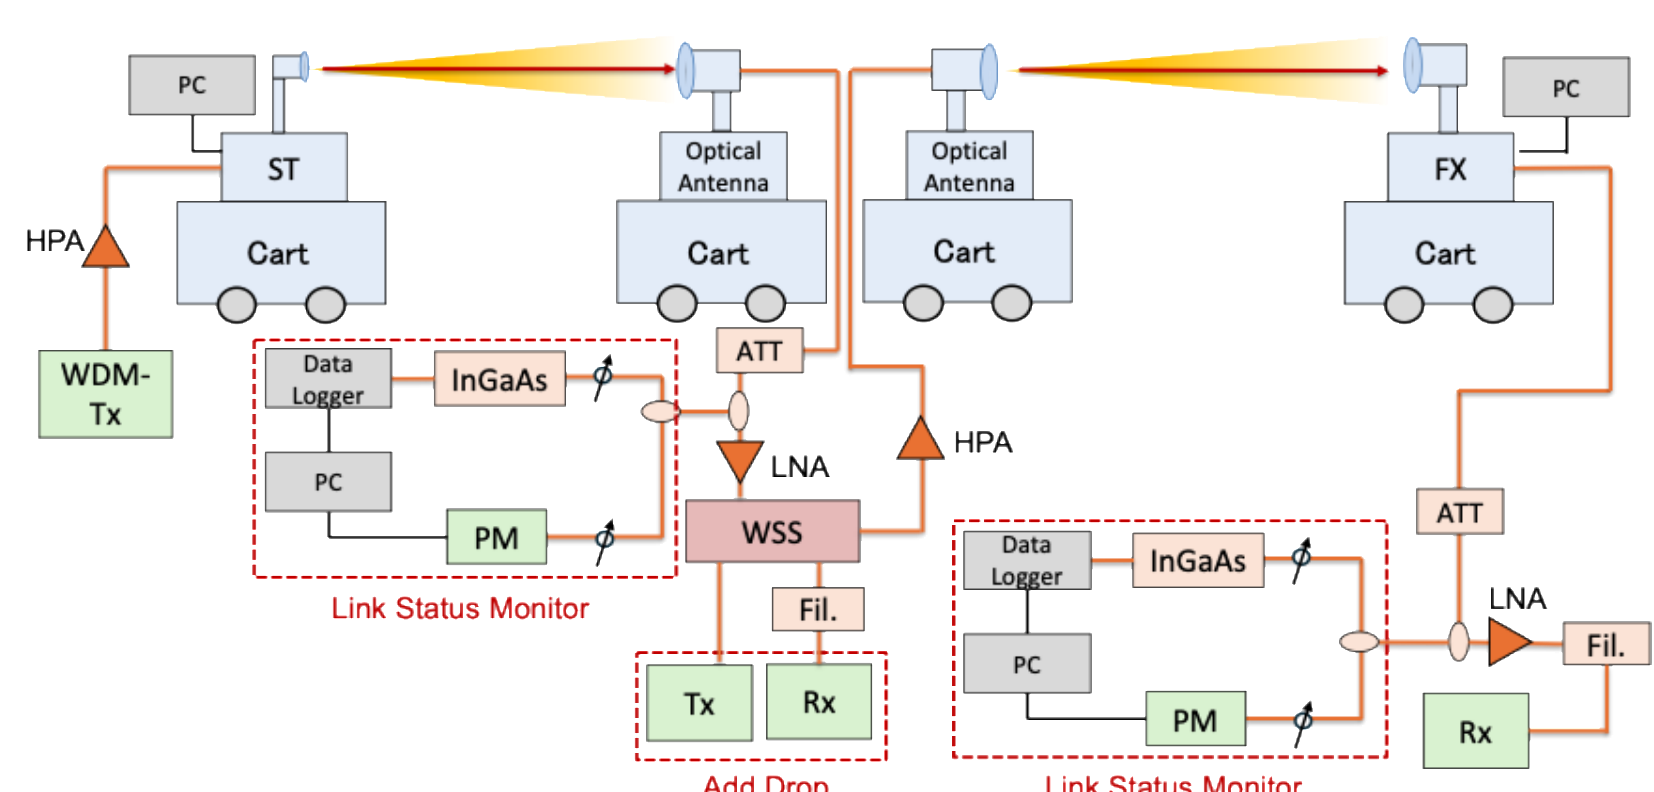 PC
ST
HPA
Cart
WDM-
Tx
Optical
Antenna
Cart
Optical
Antenna
Cart
PC
FX
Cart
Data
Logger
InGaAs
PC
PM
Link Status Monitor
ATT
LNA
HPA
WSS
Fil.
Tx
Rx
Add Drop
Data
Logger
InGaAs
PC
PM
Link Status Monitor
ATT
LNA
Fil.
Rx